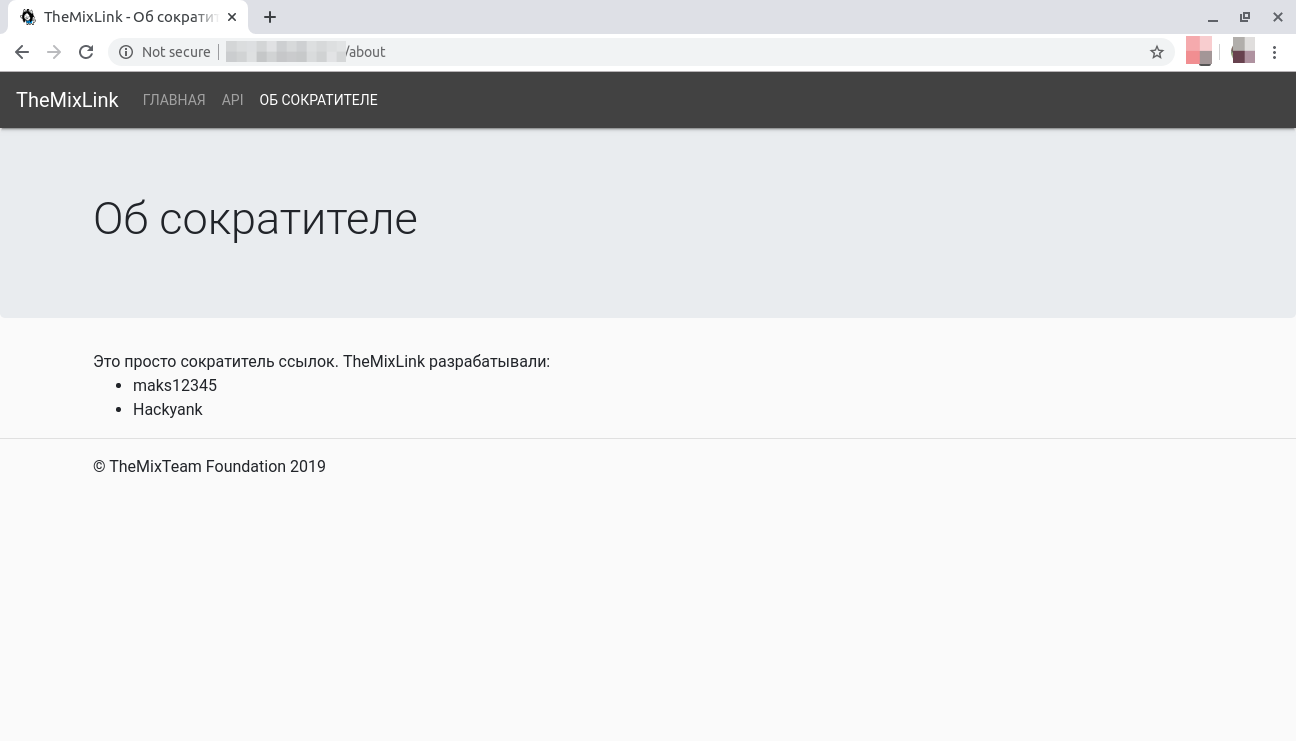 TheMixLink - Об сократит
Not secure
/about
TheMixLink ГЛАВНАЯ API ОБ СОКРАТИТЕЛЕ
Об сократителе
Это просто сократитель ссылок. TheMixLink разрабатывали:
maks12345
Hackyank
© TheMixTeam Foundation 2019